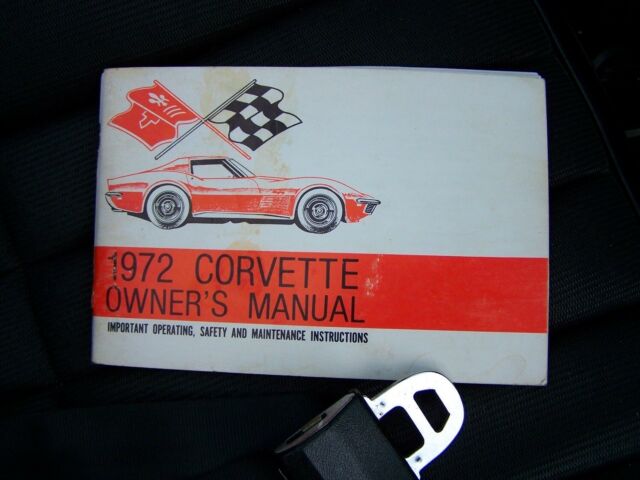 1972 CORVETTE
OWNER'S MANUAL
IMPORTANT OPERATING, SAFETY AND MAINTENANCE INSTRUCTIONS